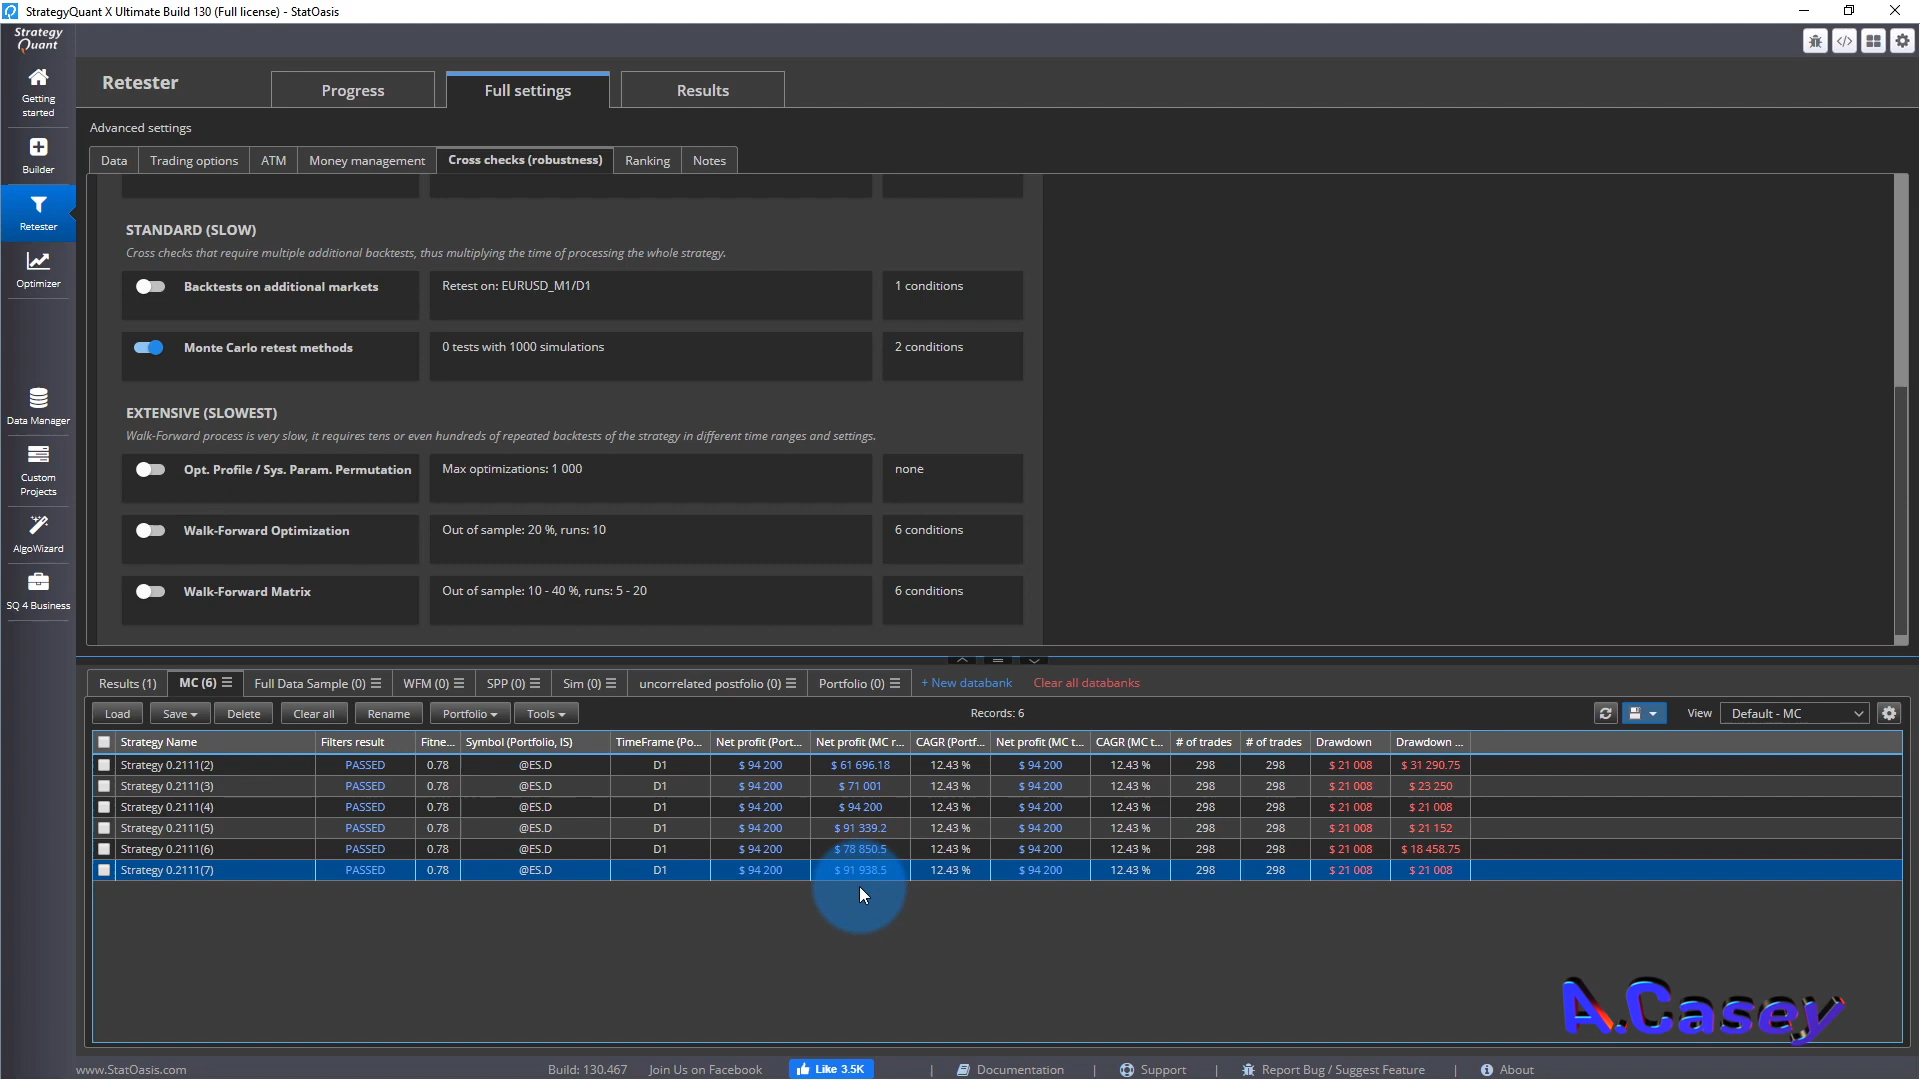 StrategyQuant X Ultimate Build 130 (Full license) - StatOasis
Strategy
Quant
Getting
started
Builder
Retester
Optimizer
Data Manager
Custom
Projects
AlgoWizard
SQ 4 Business
Retester
Progress
Full settings
Results
Advanced settings
Data
Trading options
ATM
Money management
Cross checks (robustness)
Ranking
Notes
STANDARD (SLOW)
Cross checks that require multiple additional backtests, thus multiplying the time of processing the whole strategy.
Backtests on additional markets
Retest on: EURUSD_M1/D1
1 conditions
Monte Carlo retest methods
0 tests with 1000 simulations
2 conditions
EXTENSIVE (SLOWEST)
Walk-Forward process is very slow, it requires tens or even hundreds of repeated backtests of the strategy in different time ranges and settings.
Opt. Profile / Sys. Param. Permutation
Max optimizations: 1 000
none
Walk-Forward Optimization
Out of sample: 20 %, runs: 10
6 conditions
Walk-Forward Matrix
Out of sample: 10 - 40 %, runs: 5 - 20
6 conditions
Results (1) MC (6) Full Data Sample (0) WFM (0) SPP (0) Sim (0) uncorrelated postfolio (0) Portfolio (0) + New databank Clear all databanks
Load Save Delete Clear all Rename Portfolio Tools Records: 6 View Default - MC
Strategy Name Filters result Fitne... Symbol (Portfolio, IS) TimeFrame (Po... Net profit (Port... Net profit (MC r... CAGR (Portf... Net profit (MC t... CAGR (MC t... # of trades # of trades Drawdown Drawdown ...
Strategy 0.2111(2) PASSED 0.78 @ES.D D1 $ 94 200 $ 61 696.18 12.43 % $ 94 200 12.43 % 298 298 $ 21 008 $ 31 290.75
Strategy 0.2111(3) PASSED 0.78 @ES.D D1 $ 94 200 $ 71 001 12.43 % $ 94 200 12.43 % 298 298 $ 21 008 $ 23 250
Strategy 0.2111(4) PASSED 0.78 @ES.D D1 $ 94 200 $ 94 200 12.43 % $ 94 200 12.43 % 298 298 $ 21 008 $ 21 008
Strategy 0.2111(5) PASSED 0.78 @ES.D D1 $ 94 200 $ 91 339.2 12.43 % $ 94 200 12.43 % 298 298 $ 21 008 $ 21 152
Strategy 0.2111(6) PASSED 0.78 @ES.D D1 $ 94 200 $ 78 850.5 12.43 % $ 94 200 12.43 % 298 298 $ 21 008 $ 18 458.75
Strategy 0.2111(7) PASSED 0.78 @ES.D D1 $ 94 200 $ 91 938.5 12.43 % $ 94 200 12.43 % 298 298 $ 21 008 $ 21 008
A.Casey
www.StatOasis.com Build: 130.467 Join Us on Facebook Like 3.5K | Documentation | Support | Report Bug / Suggest Feature | About